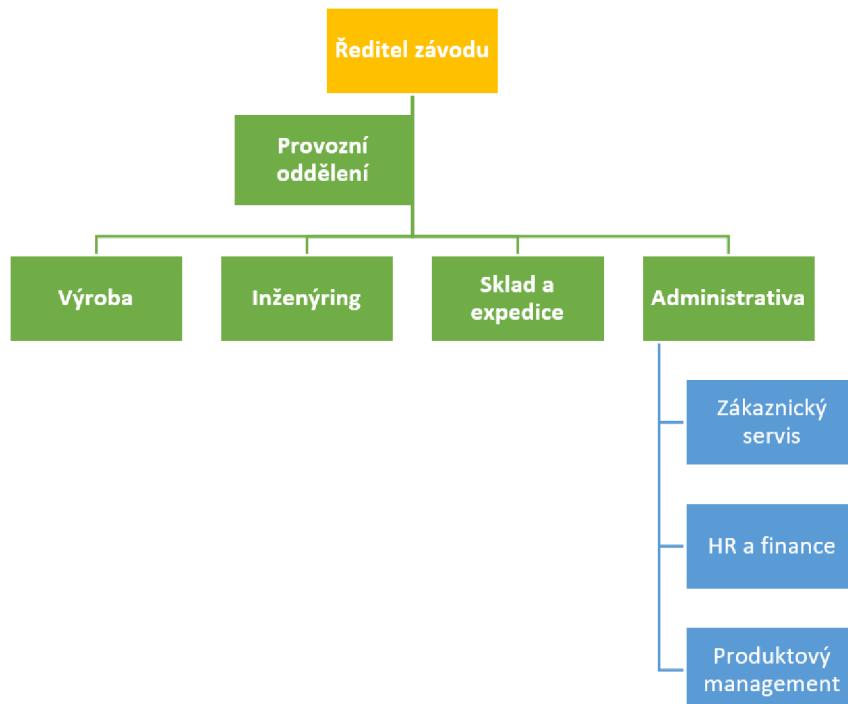 Ředitel závodu
Provozní
oddělení
Výroba
Inženýring
Sklad a
expedice
Administrativa
Zákaznický
servis
HR a finance
Produktový
management